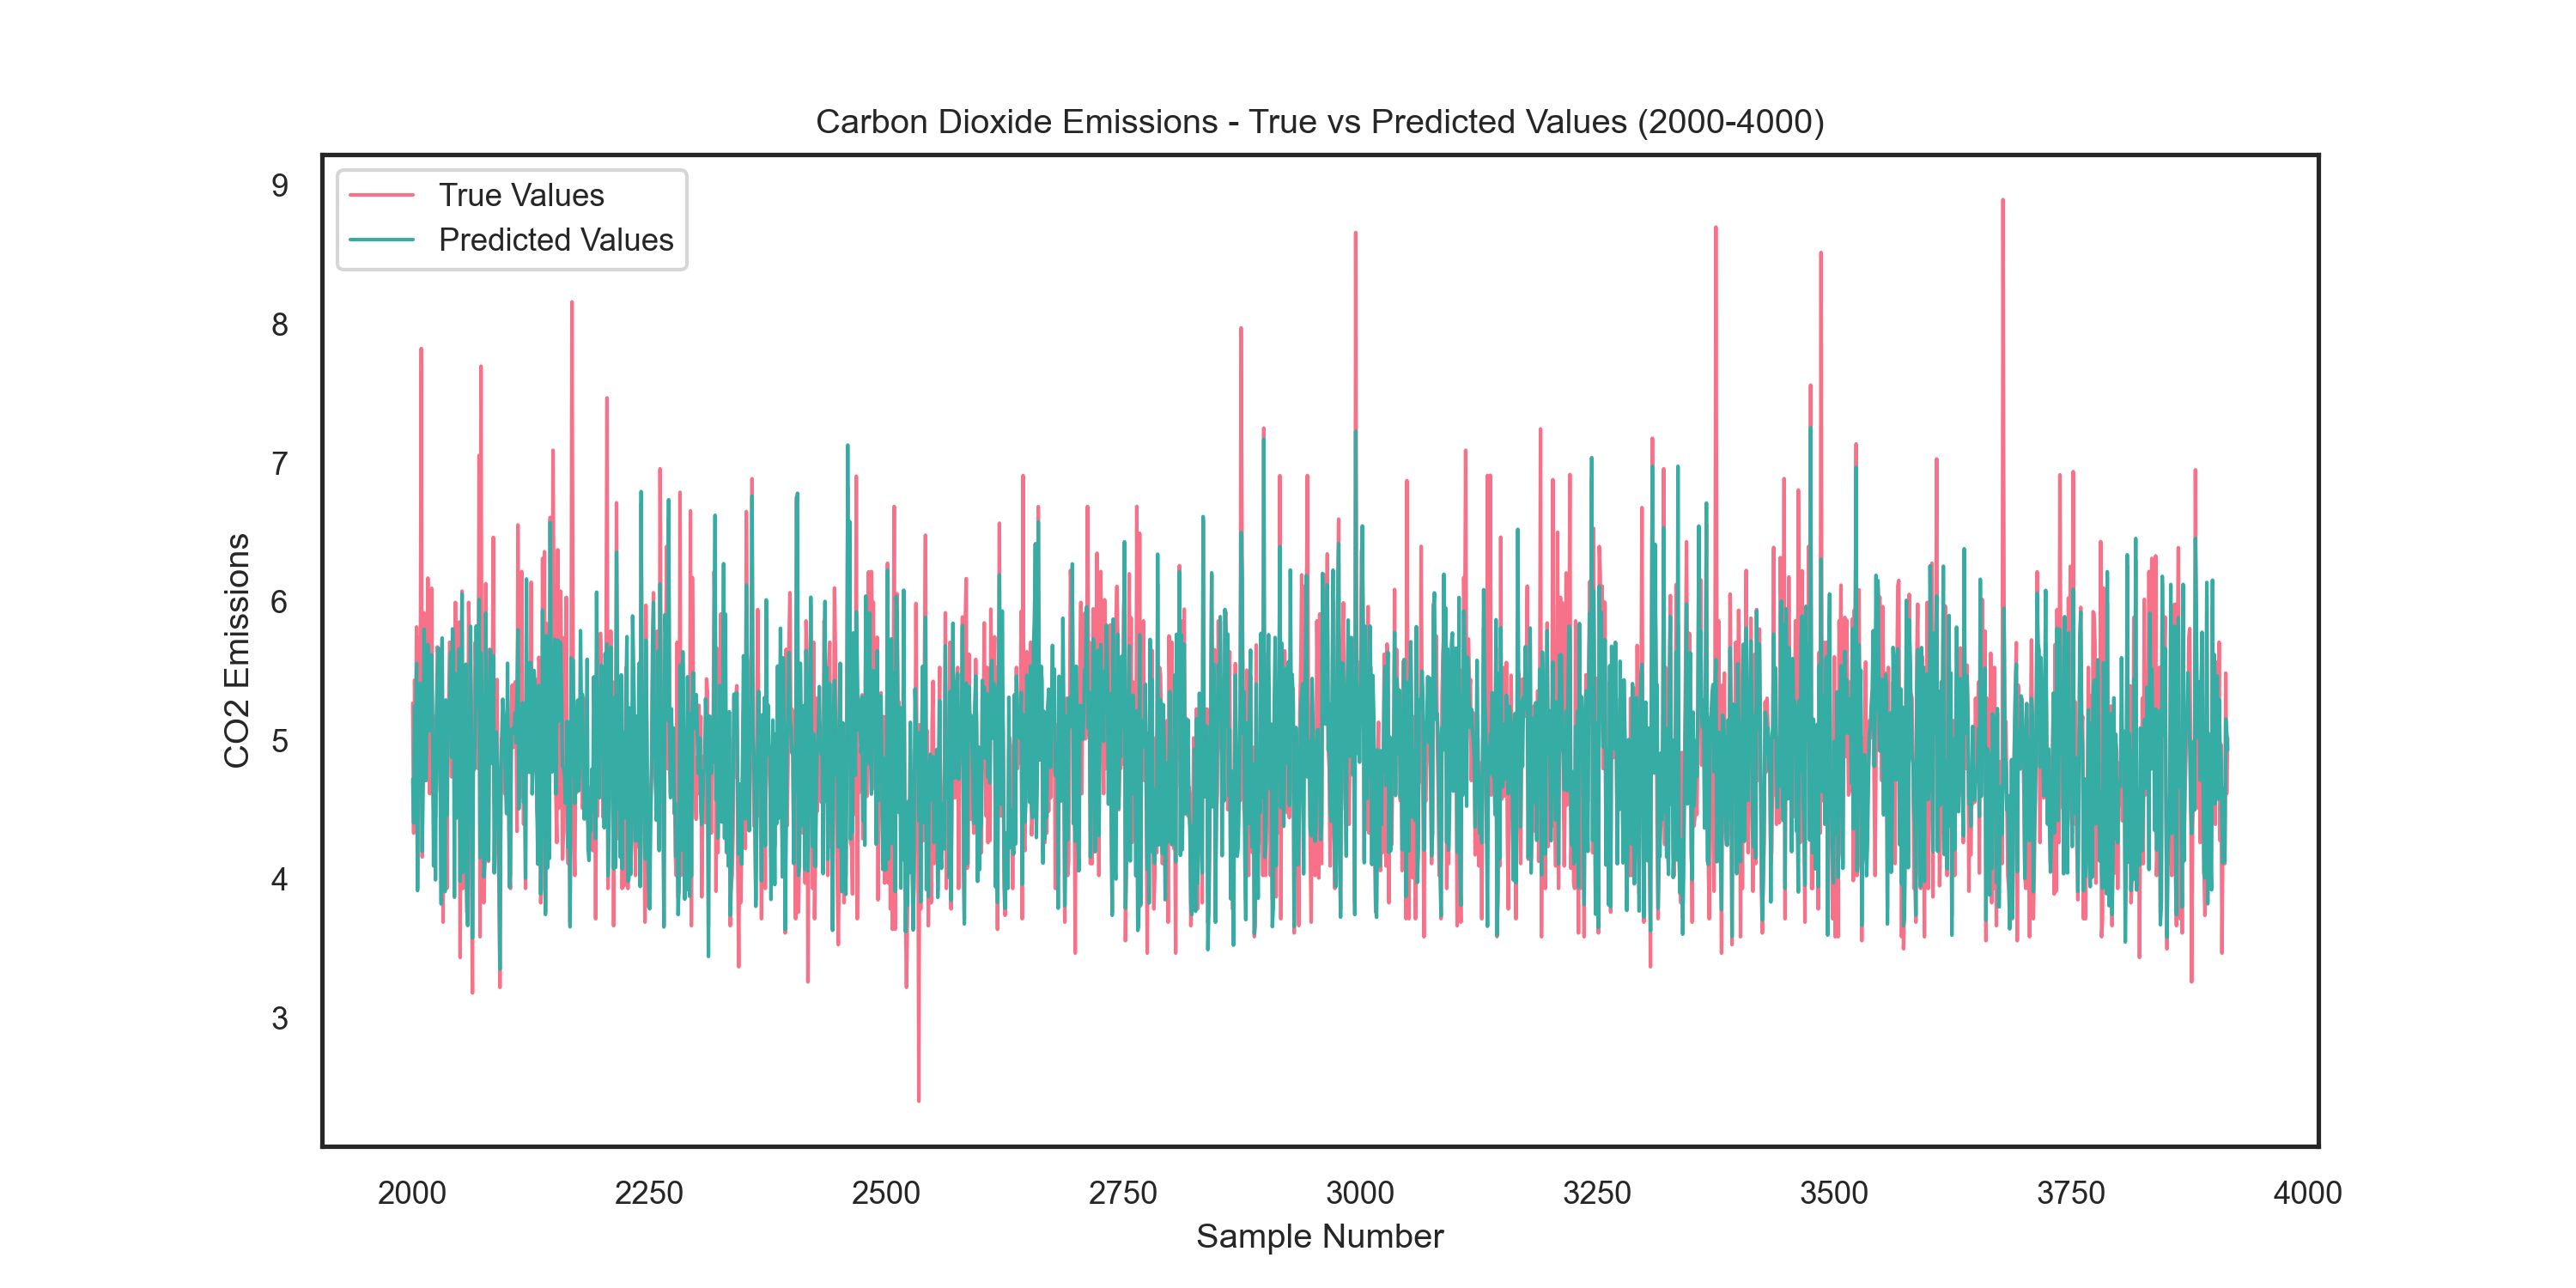 Carbon Dioxide Emissions - True vs Predicted Values (2000-4000)
True Values
Predicted Values
9
8
7
6
5
4
3
CO2 Emissions
2000 2250 2500 2750 3000 3250 3500 3750 4000
Sample Number